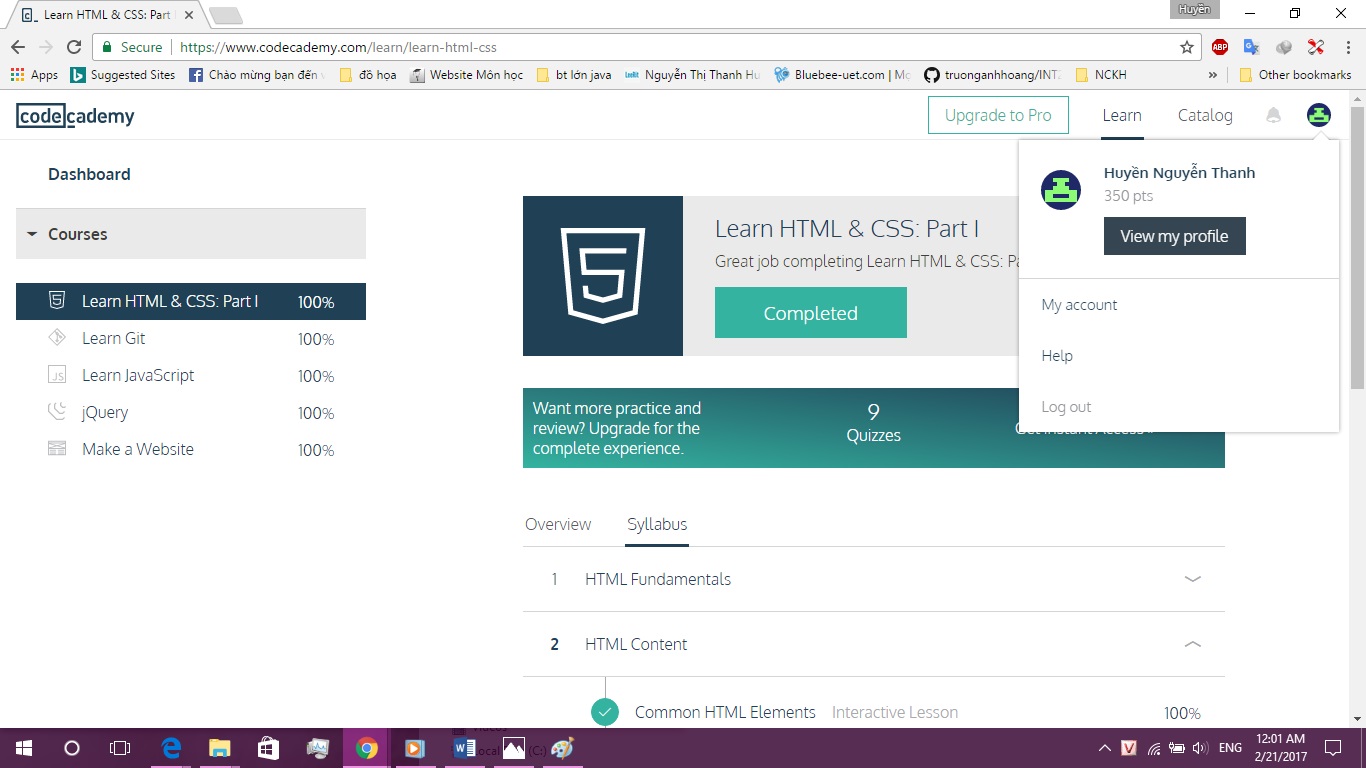 Learn HTML & CSS: Part
Huyền
Secure
https://www.codecademy.com/learn/learn-html-css
ABP
Apps
Suggested Sites
Chào mừng bạn đến
đồ họa
Website Môn học
bt lớn java
Nguyễn Thị Thanh Hu
Bluebee-uet.com | Mo
truonganhhoang/INT
NCKH
»
Other bookmarks
codecademy
Upgrade to Pro
Learn
Catalog
Dashboard
Courses
Learn HTML & CSS: Part I 100%
Learn Git 100%
JS Learn JavaScript 100%
jQuery 100%
Make a Website 100%
Learn HTML & CSS: Part I
Great job completing Learn HTML & CSS: Pa
Completed
Huyền Nguyễn Thanh
350 pts
View my profile
My account
Help
Log out
Want more practice and
review? Upgrade for the
complete experience.
9
Quizzes
Get Instant Access »
Overview
Syllabus
1 HTML Fundamentals
2 HTML Content
Common HTML Elements Interactive Lesson 100%
Local (C:)
ENG
12:01 AM
2/21/2017